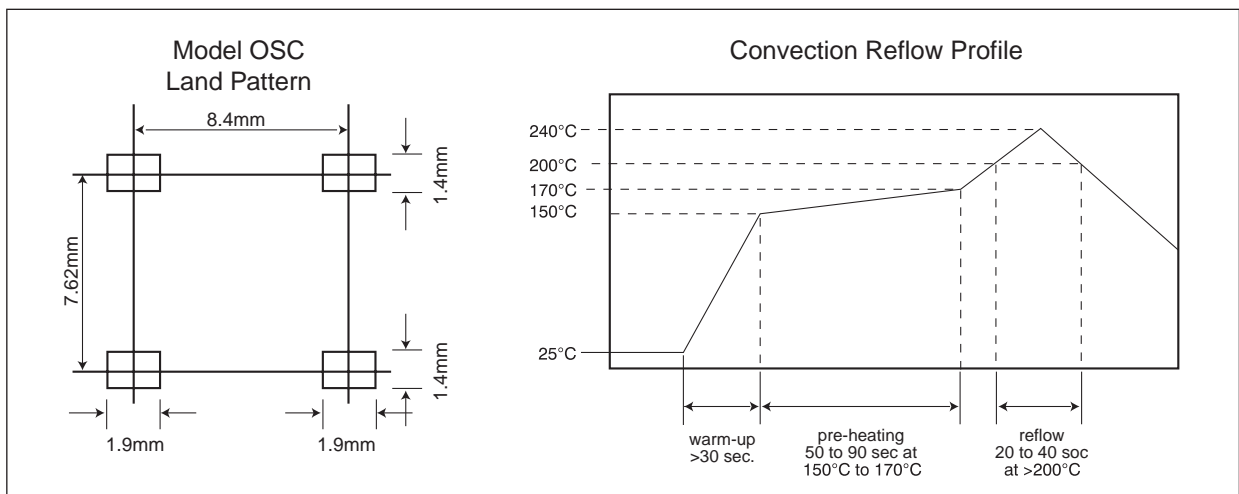 Model OSC
Land Pattern
8.4mm
1.4mm
7.62mm
1.4mm
1.9mm
1.9mm
Convection Reflow Profile
240°C
200°C
170°C
150°C
25°C
warm-up
>30 sec.
pre-heating
50 to 90 sec at
150°C to 170°C
reflow
20 to 40 soc
at >200°C